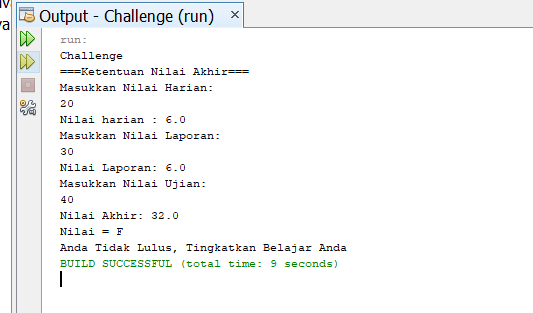 Output - Challenge (run) ×
run:
Challenge
===Ketentuan Nilai Akhir===
Masukkan Nilai Harian:
20
Nilai harian : 6.0
Masukkan Nilai Laporan:
30
Nilai Laporan: 6.0
Masukkan Nilai Ujian:
40
Nilai Akhir: 32.0
Nilai = F
Anda Tidak Lulus, Tingkatkan Belajar Anda
BUILD SUCCESSFUL (total time: 9 seconds)